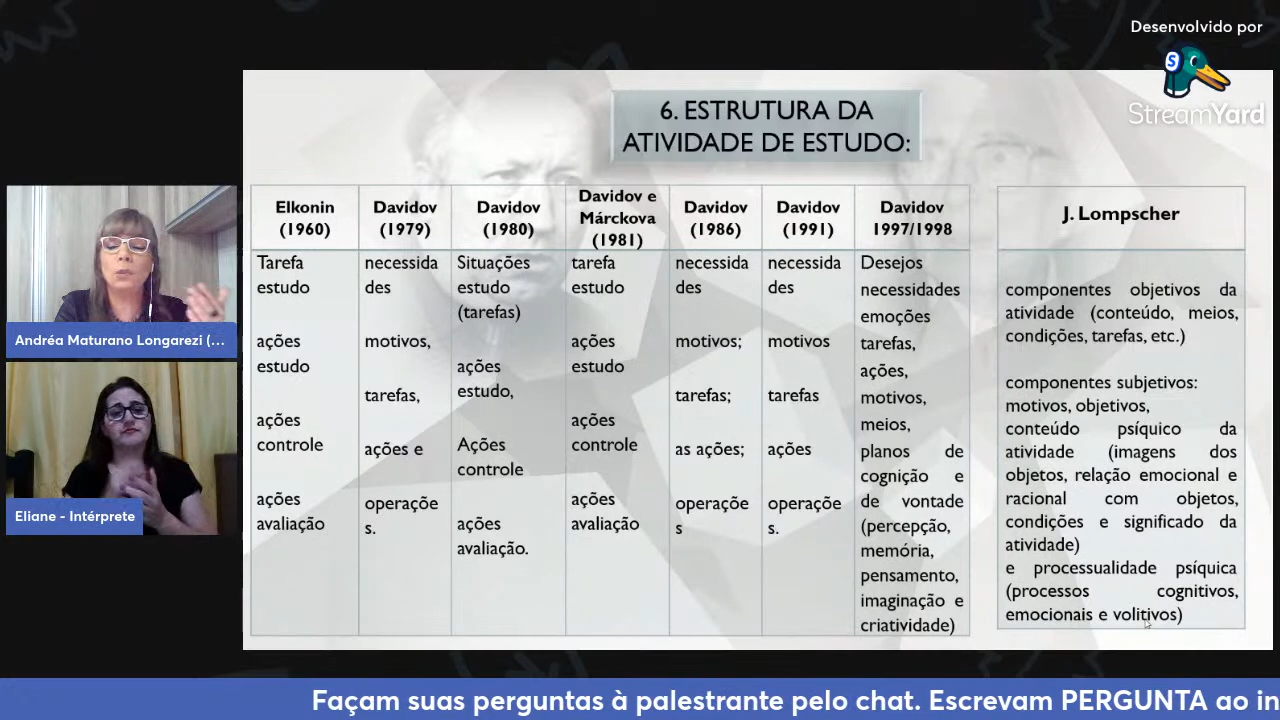 Desenvolvido por
StreamYard
6. ESTRUTURA DA
ATIVIDADE DE ESTUDO:
Elkonin
(1960)
Tarefa
estudo
ações
estudo
ações
controle
ações
avaliação
Davidov
(1979)
necessida
des
motivos,
tarefas,
ações e
operaçõe
s.
Davidov
(1980)
Situações
estudo
(tarefas)
ações
estudo,
Ações
controle
ações
avaliação.
Davidov e
Márckova
(1981)
tarefa
estudo
ações
estudo
ações
controle
ações
avaliação
Davidov
(1986)
necessida
des
motivos;
tarefas;
as ações;
operaçõe
s
Davidov
(1991)
necessida
des
motivos
tarefas
ações
operaçõe
s.
Davidov
1997/1998
Desejos
necessidades
emoções
tarefas,
ações,
motivos,
meios,
planos de
cognição e
de vontade
(percepção,
memória,
pensamento,
imaginação e
criatividade)
J. Lompscher
componentes objetivos da
atividade (conteúdo, meios,
condições, tarefas, etc.)
componentes subjetivos:
motivos, objetivos,
conteúdo psíquico da
atividade (imagens dos
objetos, relação emocional e
racional com objetos,
condições e significado da
atividade)
e processualidade psíquica
(processos cognitivos,
emocionais e volitivos)
Andréa Maturano Longarezi (...
Eliane - Intérprete
Façam suas perguntas à palestrante pelo chat. Escrevam PERGUNTA ao in